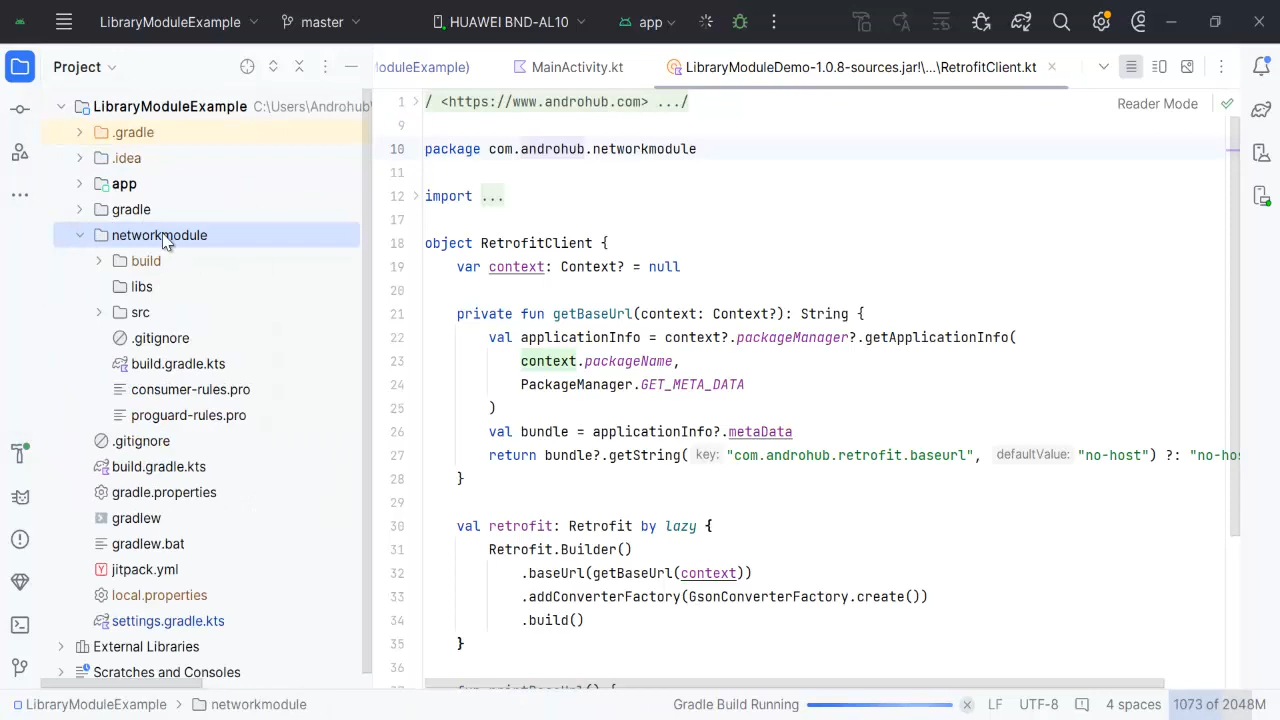 LibraryModuleExample
master
HUAWEI BND-AL10
app
Project
oduleExample)
MainActivity.kt
LibraryModuleDemo-1.0.8-sources.jar!\...\RetrofitClient.kt
LibraryModuleExample C:\Users\Androhub\
.gradle
.idea
app
gradle
networkmodule
build
libs
src
.gitignore
build.gradle.kts
consumer-rules.pro
proguard-rules.pro
.gitignore
build.gradle.kts
gradle.properties
gradlew
gradlew.bat
jitpack.yml
local.properties
settings.gradle.kts
External Libraries
Scratches and Consoles
Reader Mode
1 / <https://www.androhub.com> .../
9
10 package com.androhub.networkmodule
11
12 import ...
17
18 object RetrofitClient {
19 var context: Context? = null
20
21 private fun getBaseUrl(context: Context?): String {
22 val applicationInfo = context?.packageManager?.getApplicationInfo(
23 context.packageName,
24 PackageManager.GET_META_DATA
25 )
26 val bundle = applicationInfo?.metaData
27 return bundle?.getString( key: "com.androhub.retrofit.baseurl", defaultValue: "no-host") ?: "no-hos
28 }
29
30 val retrofit: Retrofit by lazy {
31 Retrofit.Builder()
32 .baseUrl(getBaseUrl(context))
33 .addConverterFactory(GsonConverterFactory.create())
34 .build()
35 }
36
LibraryModuleExample > networkmodule
Gradle Build Running
LF UTF-8 4 spaces 1073 of 2048M